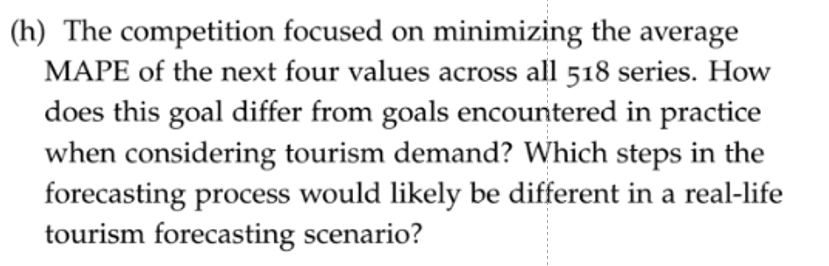 (h) The competition focused on minimizing the average
MAPE of the next four values across all 518 series. How
does this goal differ from goals encountered in practice
when considering tourism demand? Which steps in the
forecasting process would likely be different in a real-life
tourism forecasting scenario?